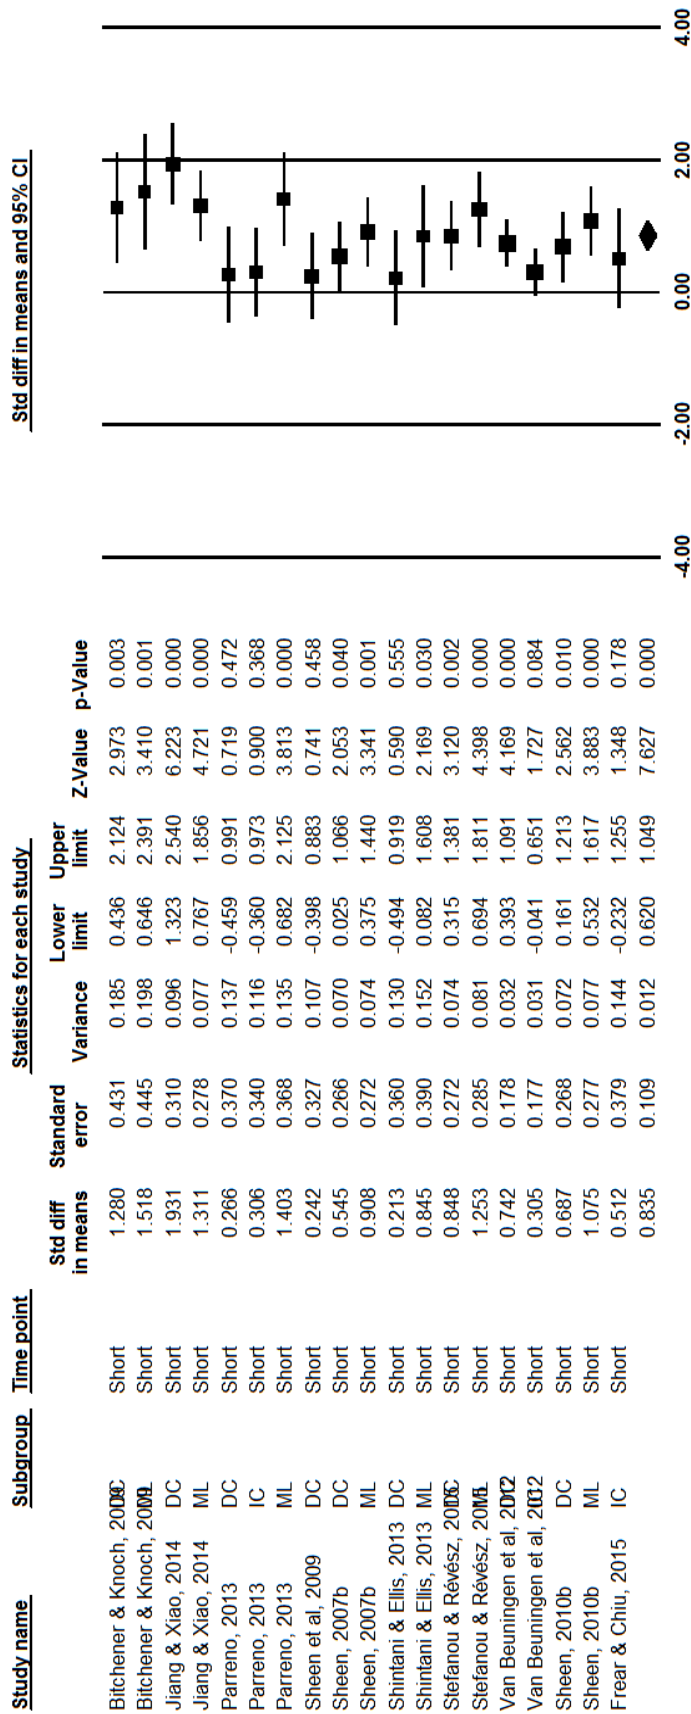 Study name Subgroup Time point Statistics for each study Std diff in means and 95% CI
Std diff in means Standard error Variance Lower limit Upper limit Z-Value p-Value
Bitchener & Knoch, 2009 Short 1.280 0.431 0.185 0.436 2.124 2.973 0.003
Bitchener & Knoch, 2009 Short 1.518 0.445 0.198 0.646 2.391 3.410 0.001
Jiang & Xiao, 2014 DC Short 1.931 0.310 0.096 1.323 2.540 6.223 0.000
Jiang & Xiao, 2014 ML Short 1.311 0.278 0.077 0.767 1.856 4.721 0.000
Parreno, 2013 DC Short 0.266 0.370 0.137 -0.459 0.991 0.719 0.472
Parreno, 2013 IC Short 0.306 0.340 0.116 -0.360 0.973 0.900 0.368
Parreno, 2013 ML Short 1.403 0.368 0.135 0.682 2.125 3.813 0.000
Sheen et al, 2009 DC Short 0.242 0.327 0.107 -0.398 0.883 0.741 0.458
Sheen, 2007b DC Short 0.545 0.266 0.070 0.025 1.066 2.053 0.040
Sheen, 2007b ML Short 0.908 0.272 0.074 0.375 1.440 3.341 0.001
Shintani & Ellis, 2013 DC Short 0.213 0.360 0.130 -0.494 0.919 0.590 0.555
Shintani & Ellis, 2013 ML Short 0.845 0.390 0.152 0.082 1.608 2.169 0.030
Stefanou & Révész, 2015 Short 0.848 0.272 0.074 0.315 1.381 3.120 0.002
Stefanou & Révész, 2015 Short 1.253 0.285 0.081 0.694 1.811 4.398 0.000
Van Beuningen et al, 2012 Short 0.742 0.178 0.032 0.393 1.091 4.169 0.000
Van Beuningen et al, 2012 Short 0.305 0.177 0.031 -0.041 0.651 1.727 0.084
Sheen, 2010b DC Short 0.687 0.268 0.072 0.161 1.213 2.562 0.010
Sheen, 2010b ML Short 1.075 0.277 0.077 0.532 1.617 3.883 0.000
Frear & Chiu, 2015 IC Short 0.512 0.379 0.144 -0.232 1.255 1.348 0.178
0.835 0.109 0.012 0.620 1.049 7.627 0.000
-4.00 -2.00 0.00 2.00 4.00